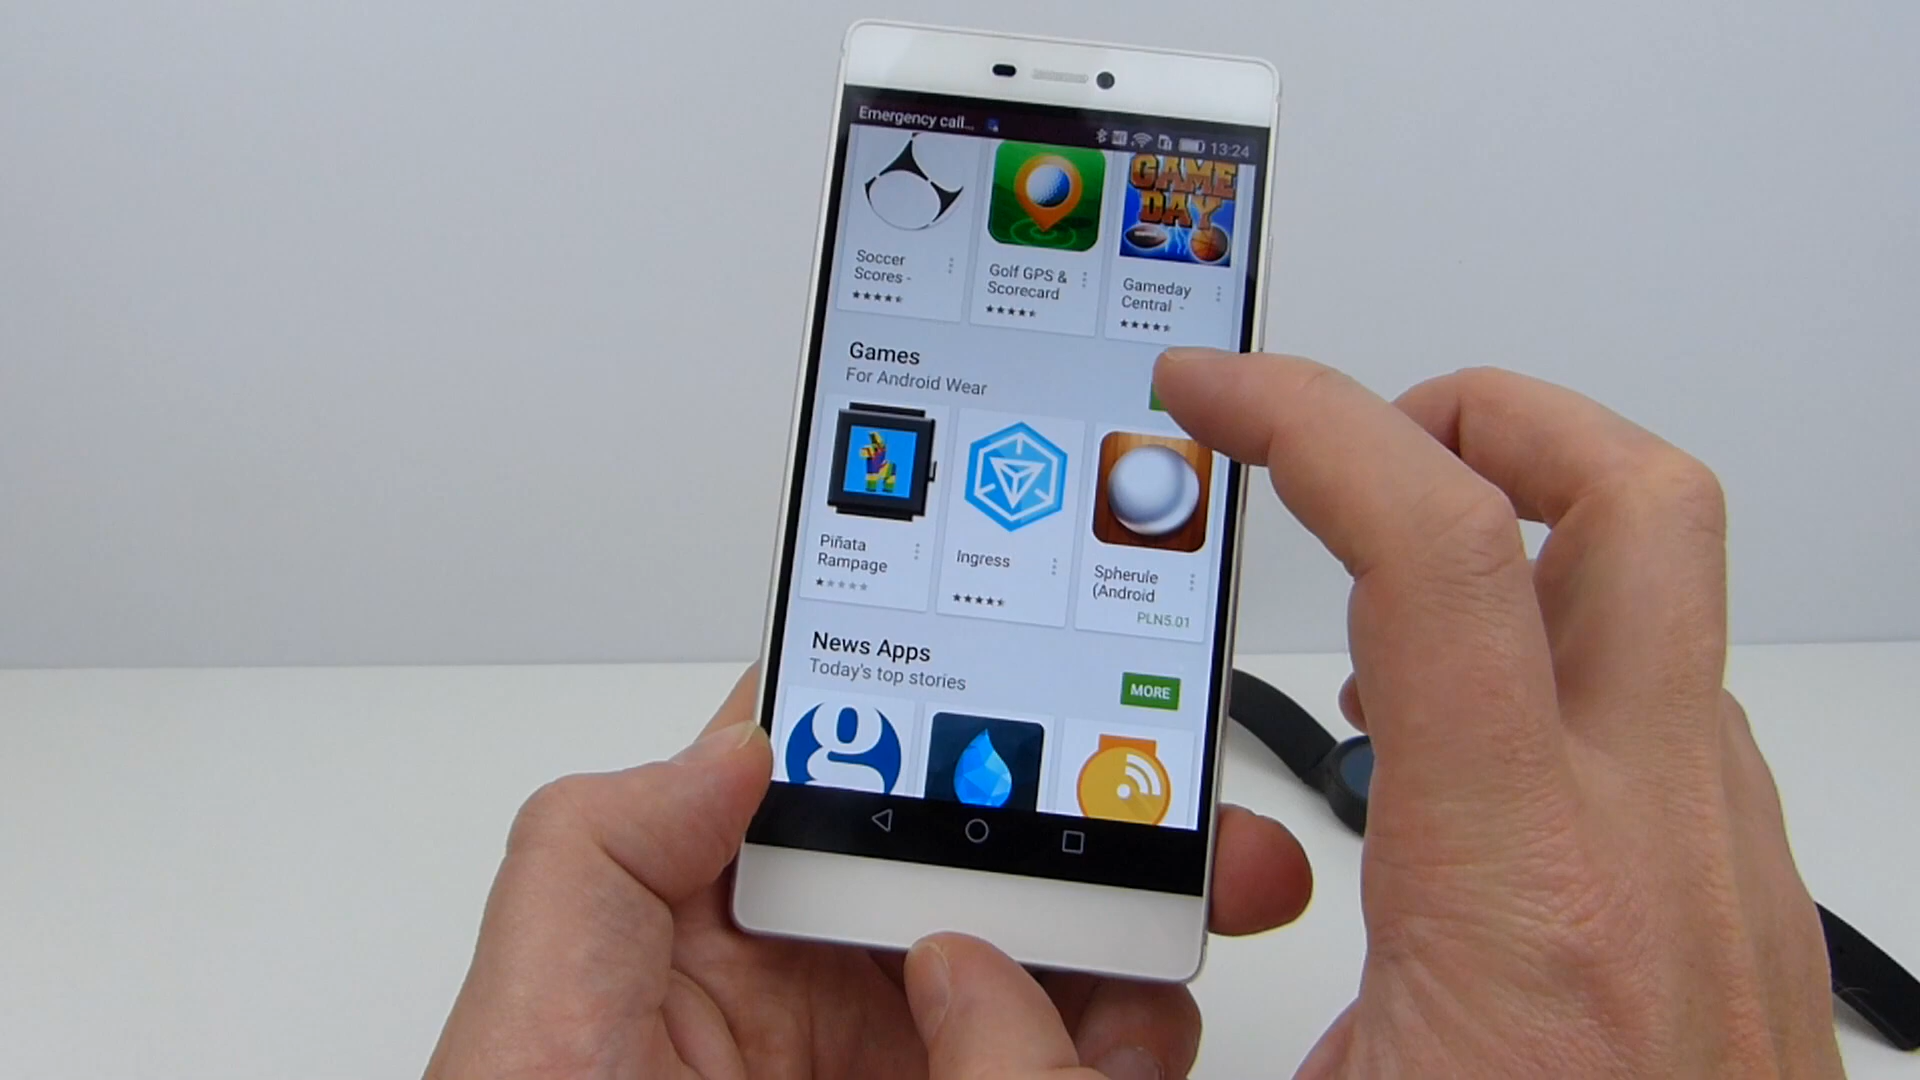 Emergency call...
13:24
GAME
DAY
Soccer
Scores -
Golf GPS &
Scorecard
Gameday
Central -
Games
For Android Wear
Piñata
Rampage
Ingress
Spherule
(Android
PLN5.01
News Apps
Today's top stories
MORE
g